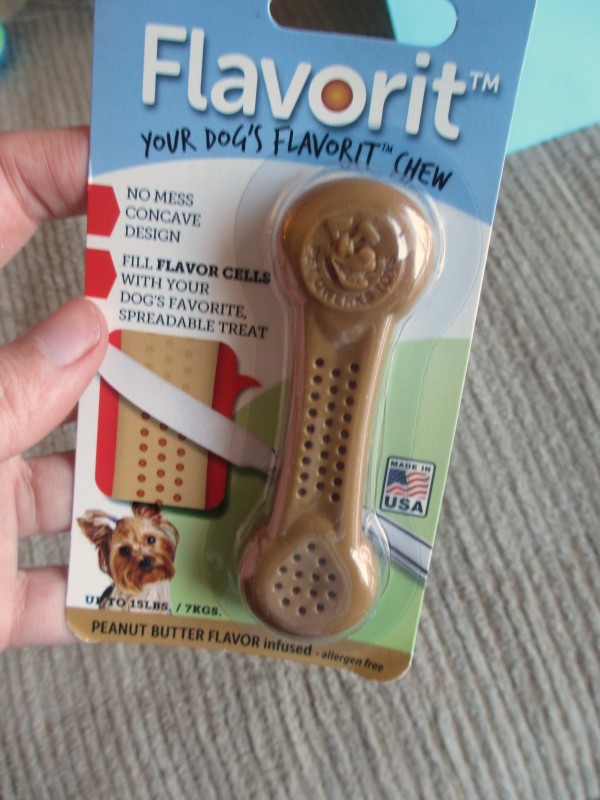 Flavorit™
YOUR DOG'S FLAVORIT™ CHEW
NO MESS
CONCAVE
DESIGN
FILL FLAVOR CELLS
WITH YOUR
DOG'S FAVORITE,
SPREADABLE TREAT
MADE IN
USA
UP TO 15LBS. / 7KGS.
PEANUT BUTTER FLAVOR infused - allergen free